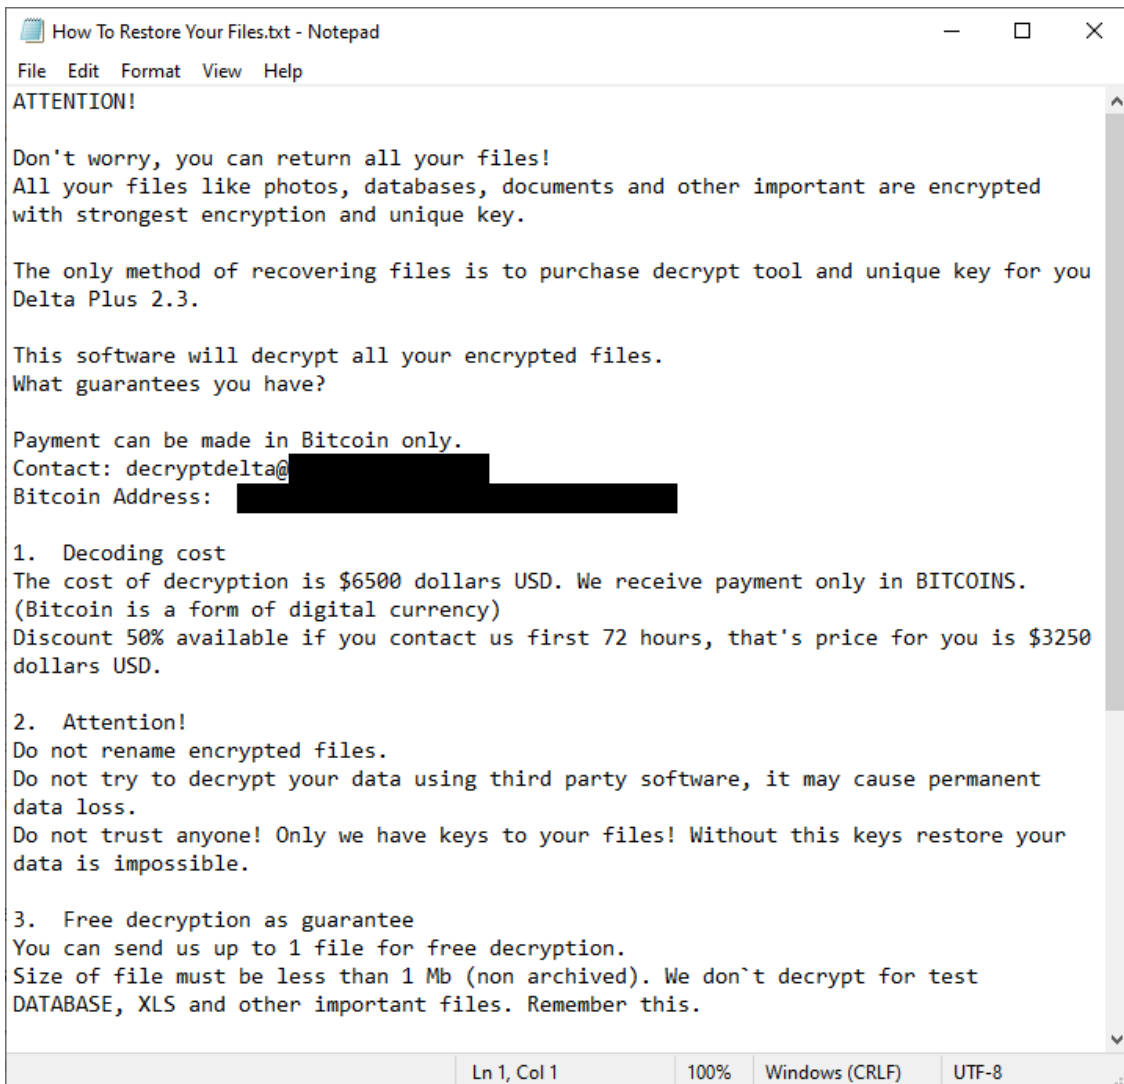 How To Restore Your Files.txt - Notepad
File Edit Format View Help
ATTENTION!
Don't worry, you can return all your files!
All your files like photos, databases, documents and other important are encrypted
with strongest encryption and unique key.
The only method of recovering files is to purchase decrypt tool and unique key for you
Delta Plus 2.3.
This software will decrypt all your encrypted files.
What guarantees you have?
Payment can be made in Bitcoin only.
Contact: decryptdelta@
Bitcoin Address:
1. Decoding cost
The cost of decryption is $6500 dollars USD. We receive payment only in BITCOINS.
(Bitcoin is a form of digital currency)
Discount 50% available if you contact us first 72 hours, that's price for you is $3250
dollars USD.
2. Attention!
Do not rename encrypted files.
Do not try to decrypt your data using third party software, it may cause permanent
data loss.
Do not trust anyone! Only we have keys to your files! Without this keys restore your
data is impossible.
3. Free decryption as guarantee
You can send us up to 1 file for free decryption.
Size of file must be less than 1 Mb (non archived). We don`t decrypt for test
DATABASE, XLS and other important files. Remember this.
Ln 1, Col 1 100% Windows (CRLF) UTF-8